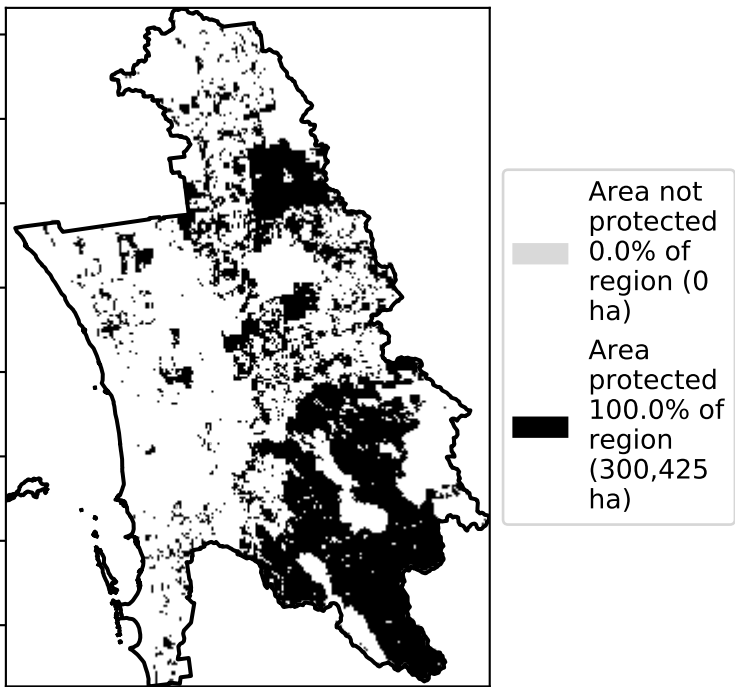 Area not
protected
0.0% of
region (0
ha)
Area
protected
100.0% of
region
(300,425
ha)